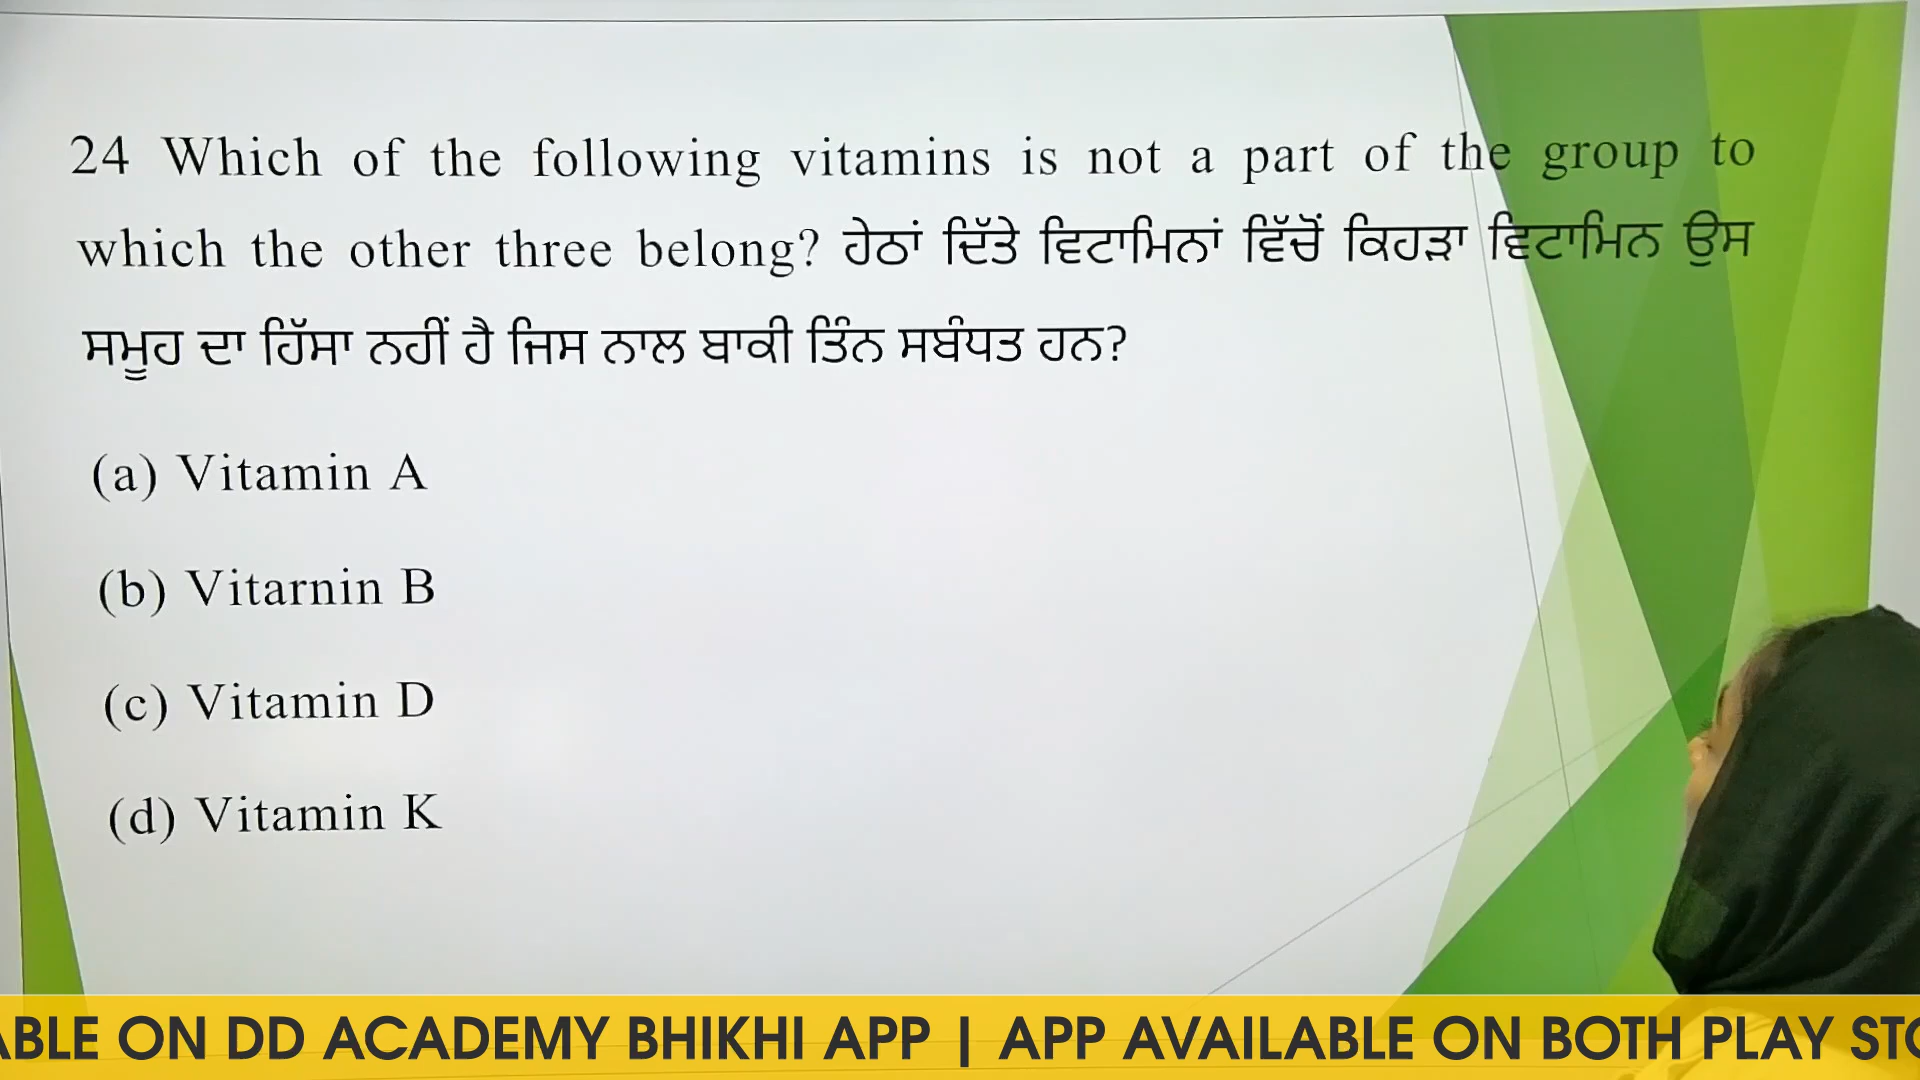 24 Which of the following vitamins is not a part of the group to
which the other three belong? ਹੇਠਾਂ ਦਿੱਤੇ ਵਿਟਾਮਿਨਾਂ ਵਿੱਚੋਂ ਕਿਹੜਾ ਵਿਟਾਮਿਨ ਉਸ
ਸਮੂਹ ਦਾ ਹਿੱਸਾ ਨਹੀਂ ਹੈ ਜਿਸ ਨਾਲ ਬਾਕੀ ਤਿੰਨ ਸਬੰਧਤ ਹਨ?
(a) Vitamin A
(b) Vitarnin B
(c) Vitamin D
(d) Vitamin K
ABLE ON DD ACADEMY BHIKHI APP | APP AVAILABLE ON BOTH PLAY STO